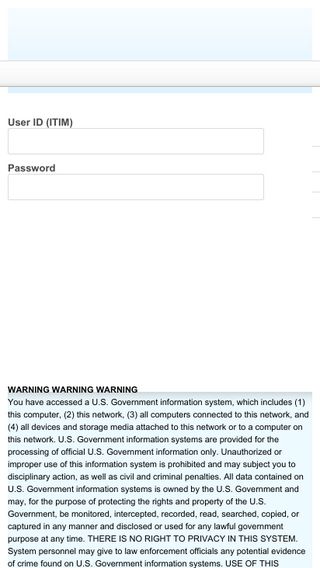 User ID (ITIM)
Password
WARNING WARNING WARNING
You have accessed a U.S. Government information system, which includes (1)
this computer, (2) this network, (3) all computers connected to this network, and
(4) all devices and storage media attached to this network or to a computer on
this network. U.S. Government information systems are provided for the
processing of official U.S. Government information only. Unauthorized or
improper use of this information system is prohibited and may subject you to
disciplinary action, as well as civil and criminal penalties. All data contained on
U.S. Government information systems is owned by the U.S. Government and
may, for the purpose of protecting the rights and property of the U.S.
Government, be monitored, intercepted, recorded, read, searched, copied, or
captured in any manner and disclosed or used for any lawful government
purpose at any time. THERE IS NO RIGHT TO PRIVACY IN THIS SYSTEM.
System personnel may give to law enforcement officials any potential evidence
of crime found on U.S. Government information systems. USE OF THIS